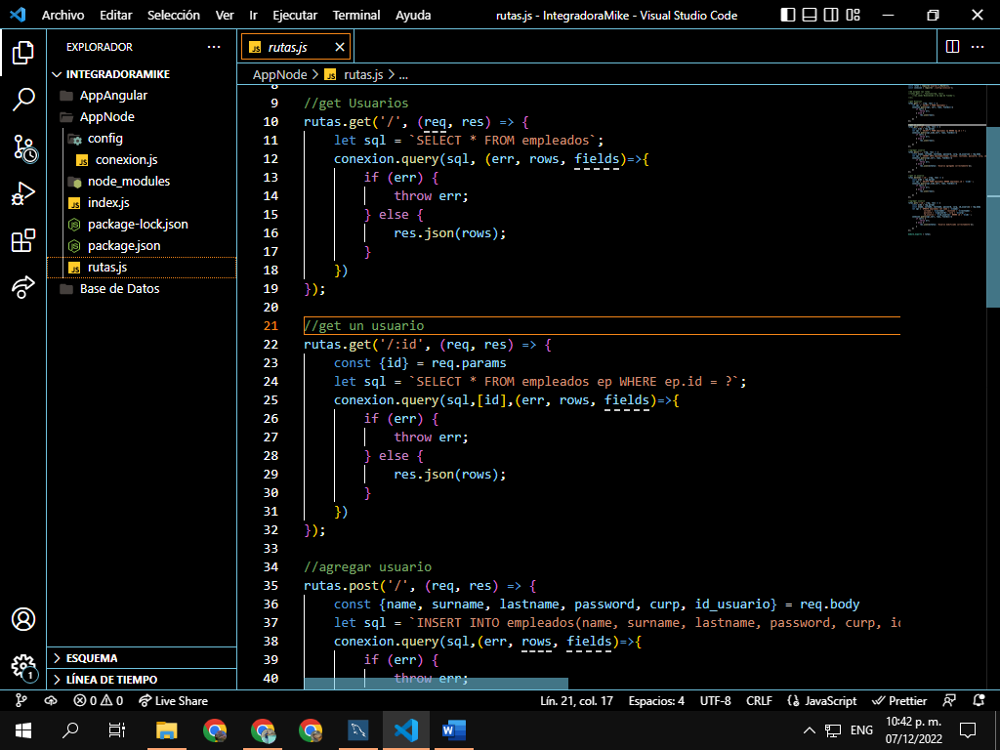 Archivo Editar Selección Ver Ir Ejecutar Terminal Ayuda rutas.js - IntegradoraMike - Visual Studio Code
EXPLORADOR
INTEGRADORAMIKE
AppAngular
AppNode
config
conexion.js
node_modules
index.js
package-lock.json
package.json
rutas.js
Base de Datos
ESQUEMA
LÍNEA DE TIEMPO
rutas.js
AppNode > rutas.js > ...
8
9 //get Usuarios
10 rutas.get('/', (req, res) => {
11 let sql = `SELECT * FROM empleados`;
12 conexion.query(sql, (err, rows, fields)=>{
13 if (err) {
14 throw err;
15 } else {
16 res.json(rows);
17 }
18 })
19 });
20
21 //get un usuario
22 rutas.get('/:id', (req, res) => {
23 const {id} = req.params
24 let sql = `SELECT * FROM empleados ep WHERE ep.id = ?`;
25 conexion.query(sql,[id],(err, rows, fields)=>{
26 if (err) {
27 throw err;
28 } else {
29 res.json(rows);
30 }
31 })
32 });
33
34 //agregar usuario
35 rutas.post('/', (req, res) => {
36 const {name, surname, lastname, password, curp, id_usuario} = req.body
37 let sql = `INSERT INTO empleados(name, surname, lastname, password, curp, i
38 conexion.query(sql,(err, rows, fields)=>{
39 if (err) {
40 throw err;
1
0 0 Live Share Lín. 21, col. 17 Espacios: 4 UTF-8 CRLF JavaScript Prettier
ENG 10:42 p. m.
07/12/2022